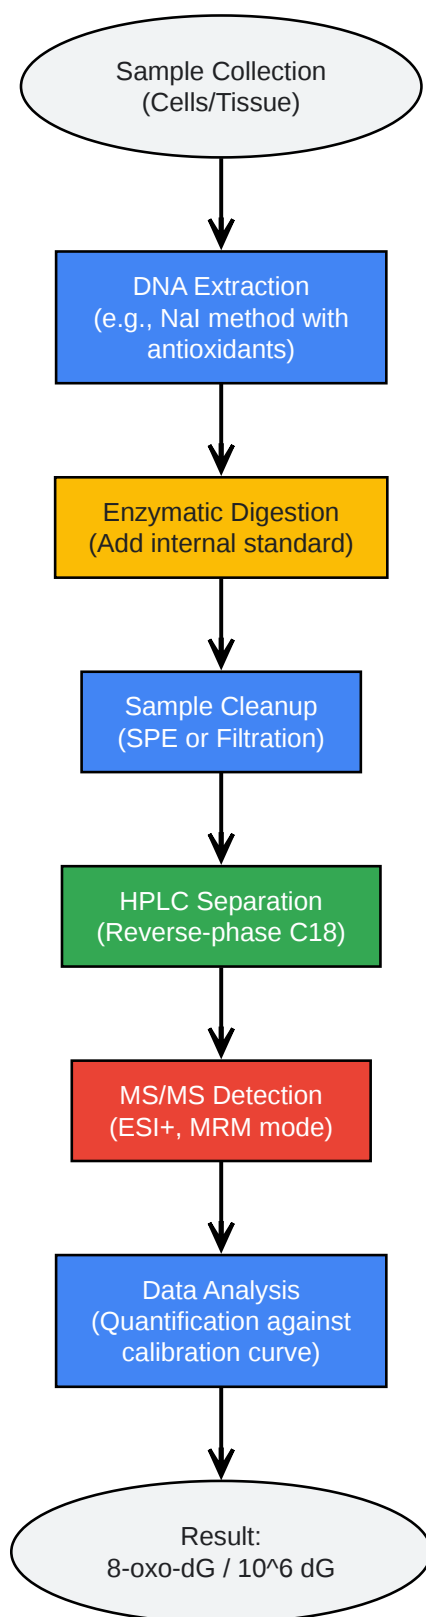 Sample Collection
(Cells/Tissue)
DNA Extraction
(e.g., NaI method with
antioxidants)
Enzymatic Digestion
(Add internal standard)
Sample Cleanup
(SPE or Filtration)
HPLC Separation
(Reverse-phase C18)
MS/MS Detection
(ESI+, MRM mode)
Data Analysis
(Quantification against
calibration curve)
Result:
8-oxo-dG / 10^6 dG